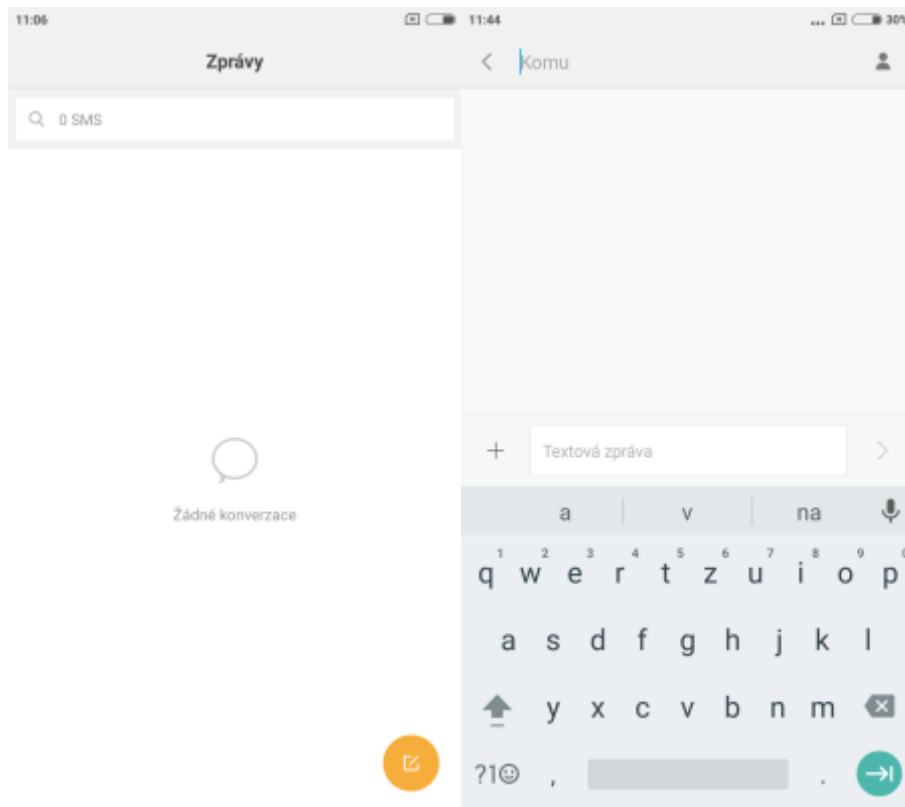 11:06
Zprávy
0 SMS
Žádné konverzace
11:44
... 30%
Komu
Textová zpráva
a v na
1 2 3 4 5 6 7 8 9 0
q w e r t z u i o p
a s d f g h j k l
y x c v b n m
?1☺ , .